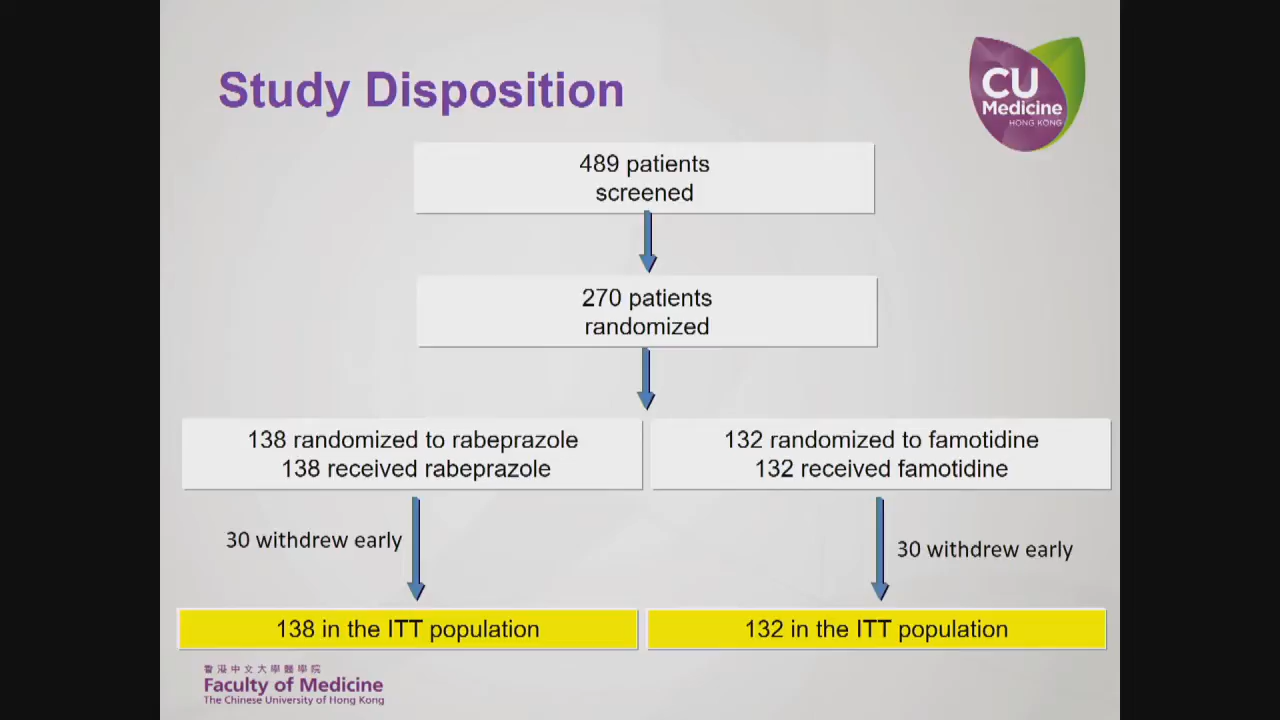 Study Disposition
CU
Medicine
HONG KONG
489 patients
screened
270 patients
randomized
138 randomized to rabeprazole
138 received rabeprazole
132 randomized to famotidine
132 received famotidine
30 withdrew early
30 withdrew early
138 in the ITT population
132 in the ITT population
香港中文大學醫學院
Faculty of Medicine
The Chinese University of Hong Kong